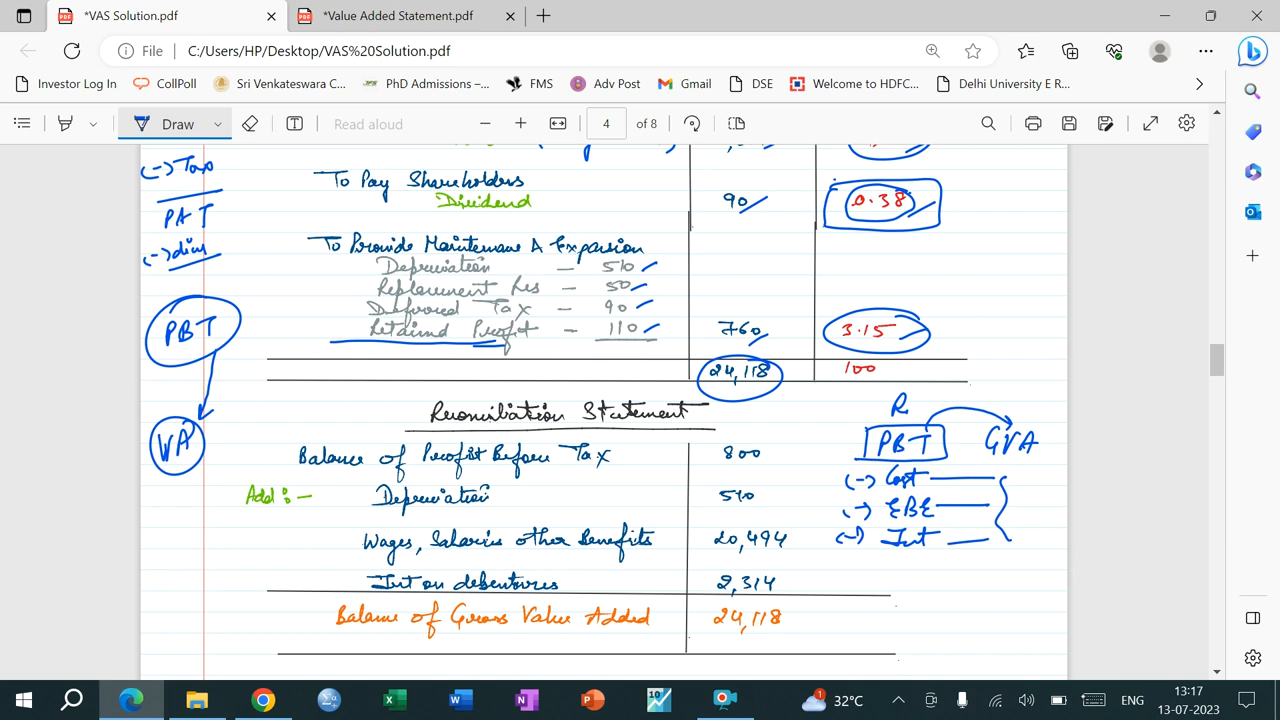 *VAS Solution.pdf
*Value Added Statement.pdf
File C:/Users/HP/Desktop/VAS%20Solution.pdf
Investor Log In CollPoll Sri Venkateswara C... PhD Admissions –... FMS Adv Post Gmail DSE Welcome to HDFC... Delhi University E R...
Draw Read aloud 4 of 8
(-) Tax
PAT
(-) div
PBT
VA
To Pay Shareholders
Dividend 90 0.38
To Provide Maintenance & Expansion
Depreciation — 510
Replacement Res — 50
Deferred Tax — 90
Retained Profit — 110 760 3.15
24,118 100
Reconciliation Statement
Balance of Profit Before Tax 800
Add :— Depreciation 510
Wages, Salaries other Benefits 20,494
Int on debentures 2,314
Balance of Gross Value Added 24,118
R
PBT GVA
(-) Cost
(-) EBE
(-) Int
32°C
ENG
13:17
13-07-2023